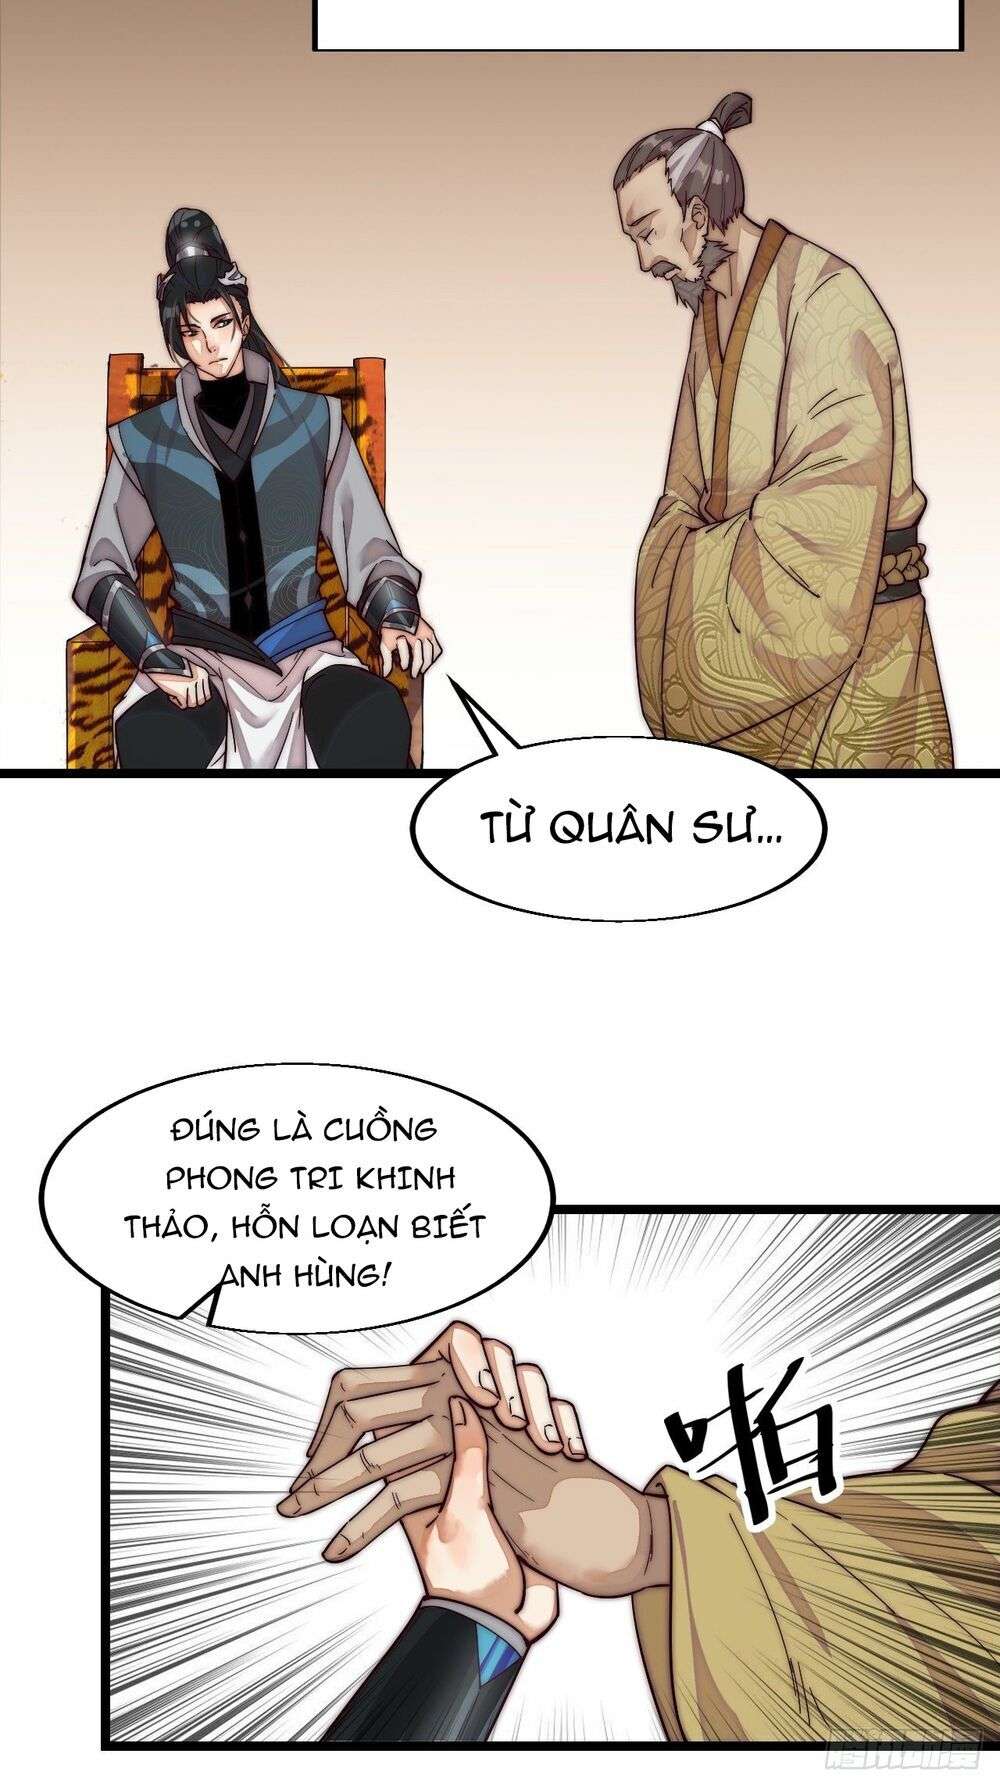 TỪ QUÂN SƯ...
ĐÚNG LÀ CUỒNG
PHONG TRI KHINH
THẢO, HỖN LOẠN BIẾT
ANH HÙNG!
啪